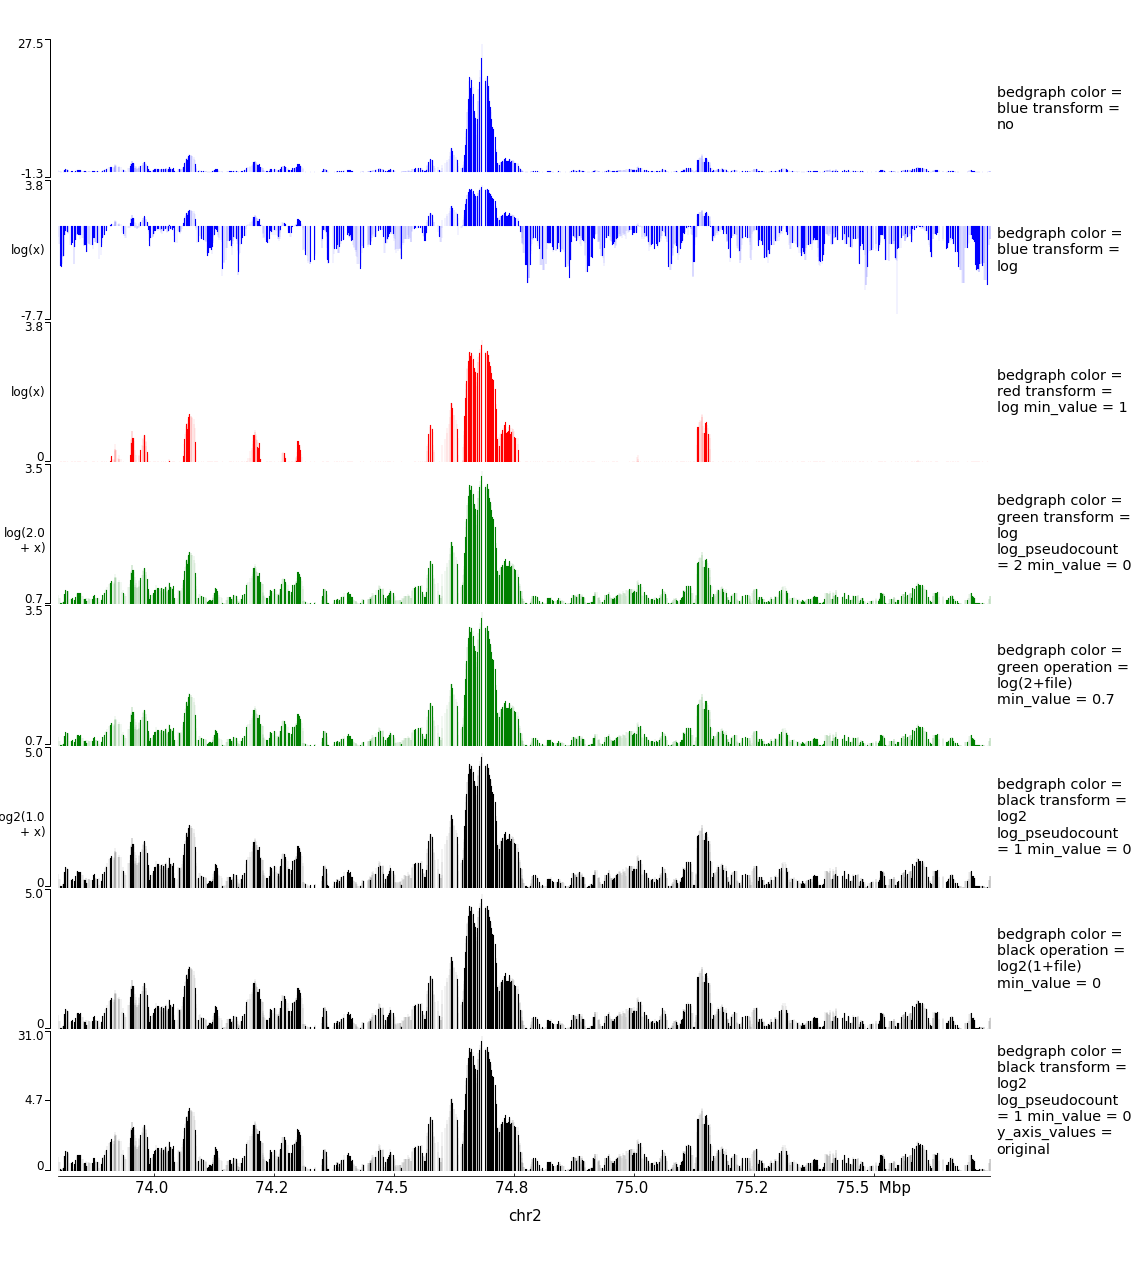 27.5
-1.3
bedgraph color =
blue transform =
no
3.8
log(x)
-7.7
bedgraph color =
blue transform =
log
3.8
log(x)
0
bedgraph color =
red transform =
log min_value = 1
3.5
log(2.0
+ x)
0.7
bedgraph color =
green transform =
log
log_pseudocount
= 2 min_value = 0
3.5
0.7
bedgraph color =
green operation =
log(2+file)
min_value = 0.7
5.0
og2(1.0
+ x)
0
bedgraph color =
black transform =
log2
log_pseudocount
= 1 min_value = 0
5.0
0
bedgraph color =
black operation =
log2(1+file)
min_value = 0
31.0
4.7
0
bedgraph color =
black transform =
log2
log_pseudocount
= 1 min_value = 0
y_axis_values =
original
74.0 74.2 74.5 74.8 75.0 75.2 75.5 Mbp
chr2